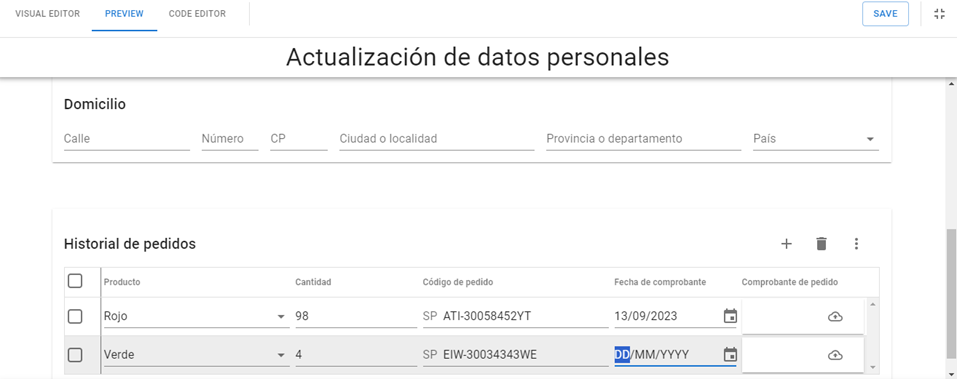 VISUAL EDITOR PREVIEW CODE EDITOR SAVE
Actualización de datos personales
Domicilio
Calle Número CP Ciudad o localidad Provincia o departamento País
Historial de pedidos
Producto Cantidad Código de pedido Fecha de comprobante Comprobante de pedido
Rojo 98 SP ATI-30058452YT 13/09/2023
Verde 4 SP EIW-30034343WE DD/MM/YYYY